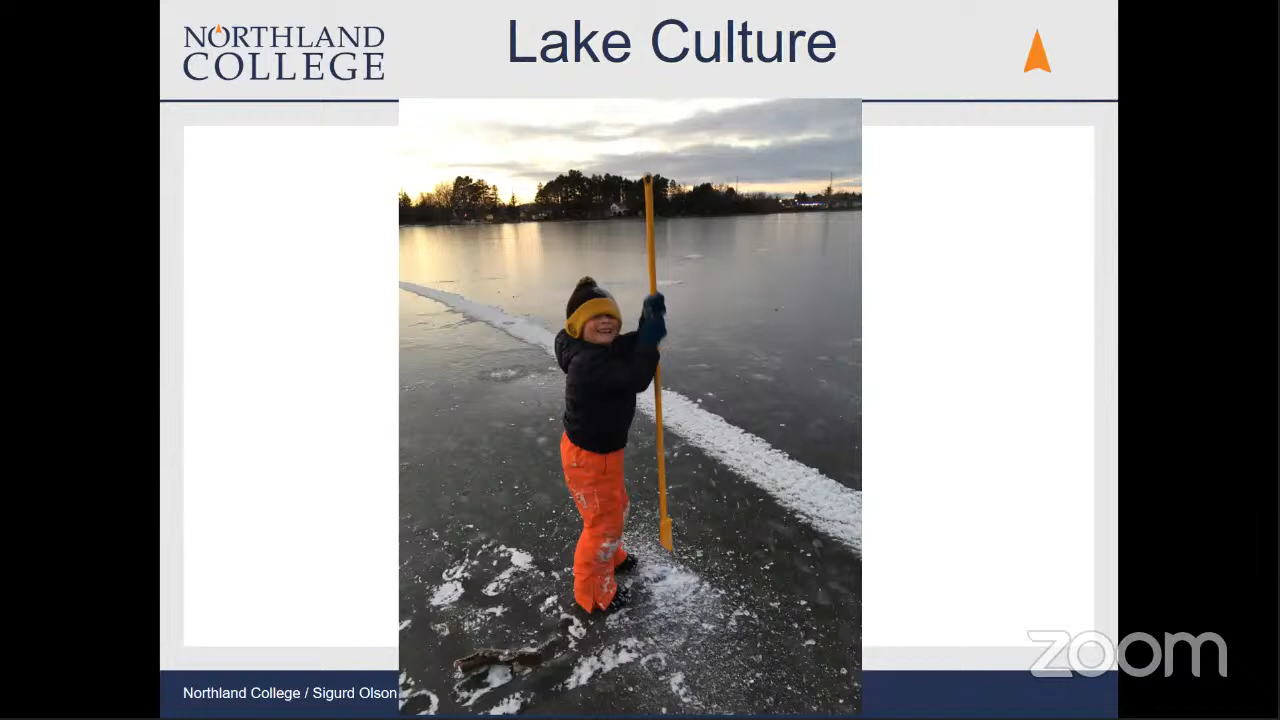 NORTHLAND
COLLEGE
Lake Culture
Northland College / Sigurd Olson
zoom